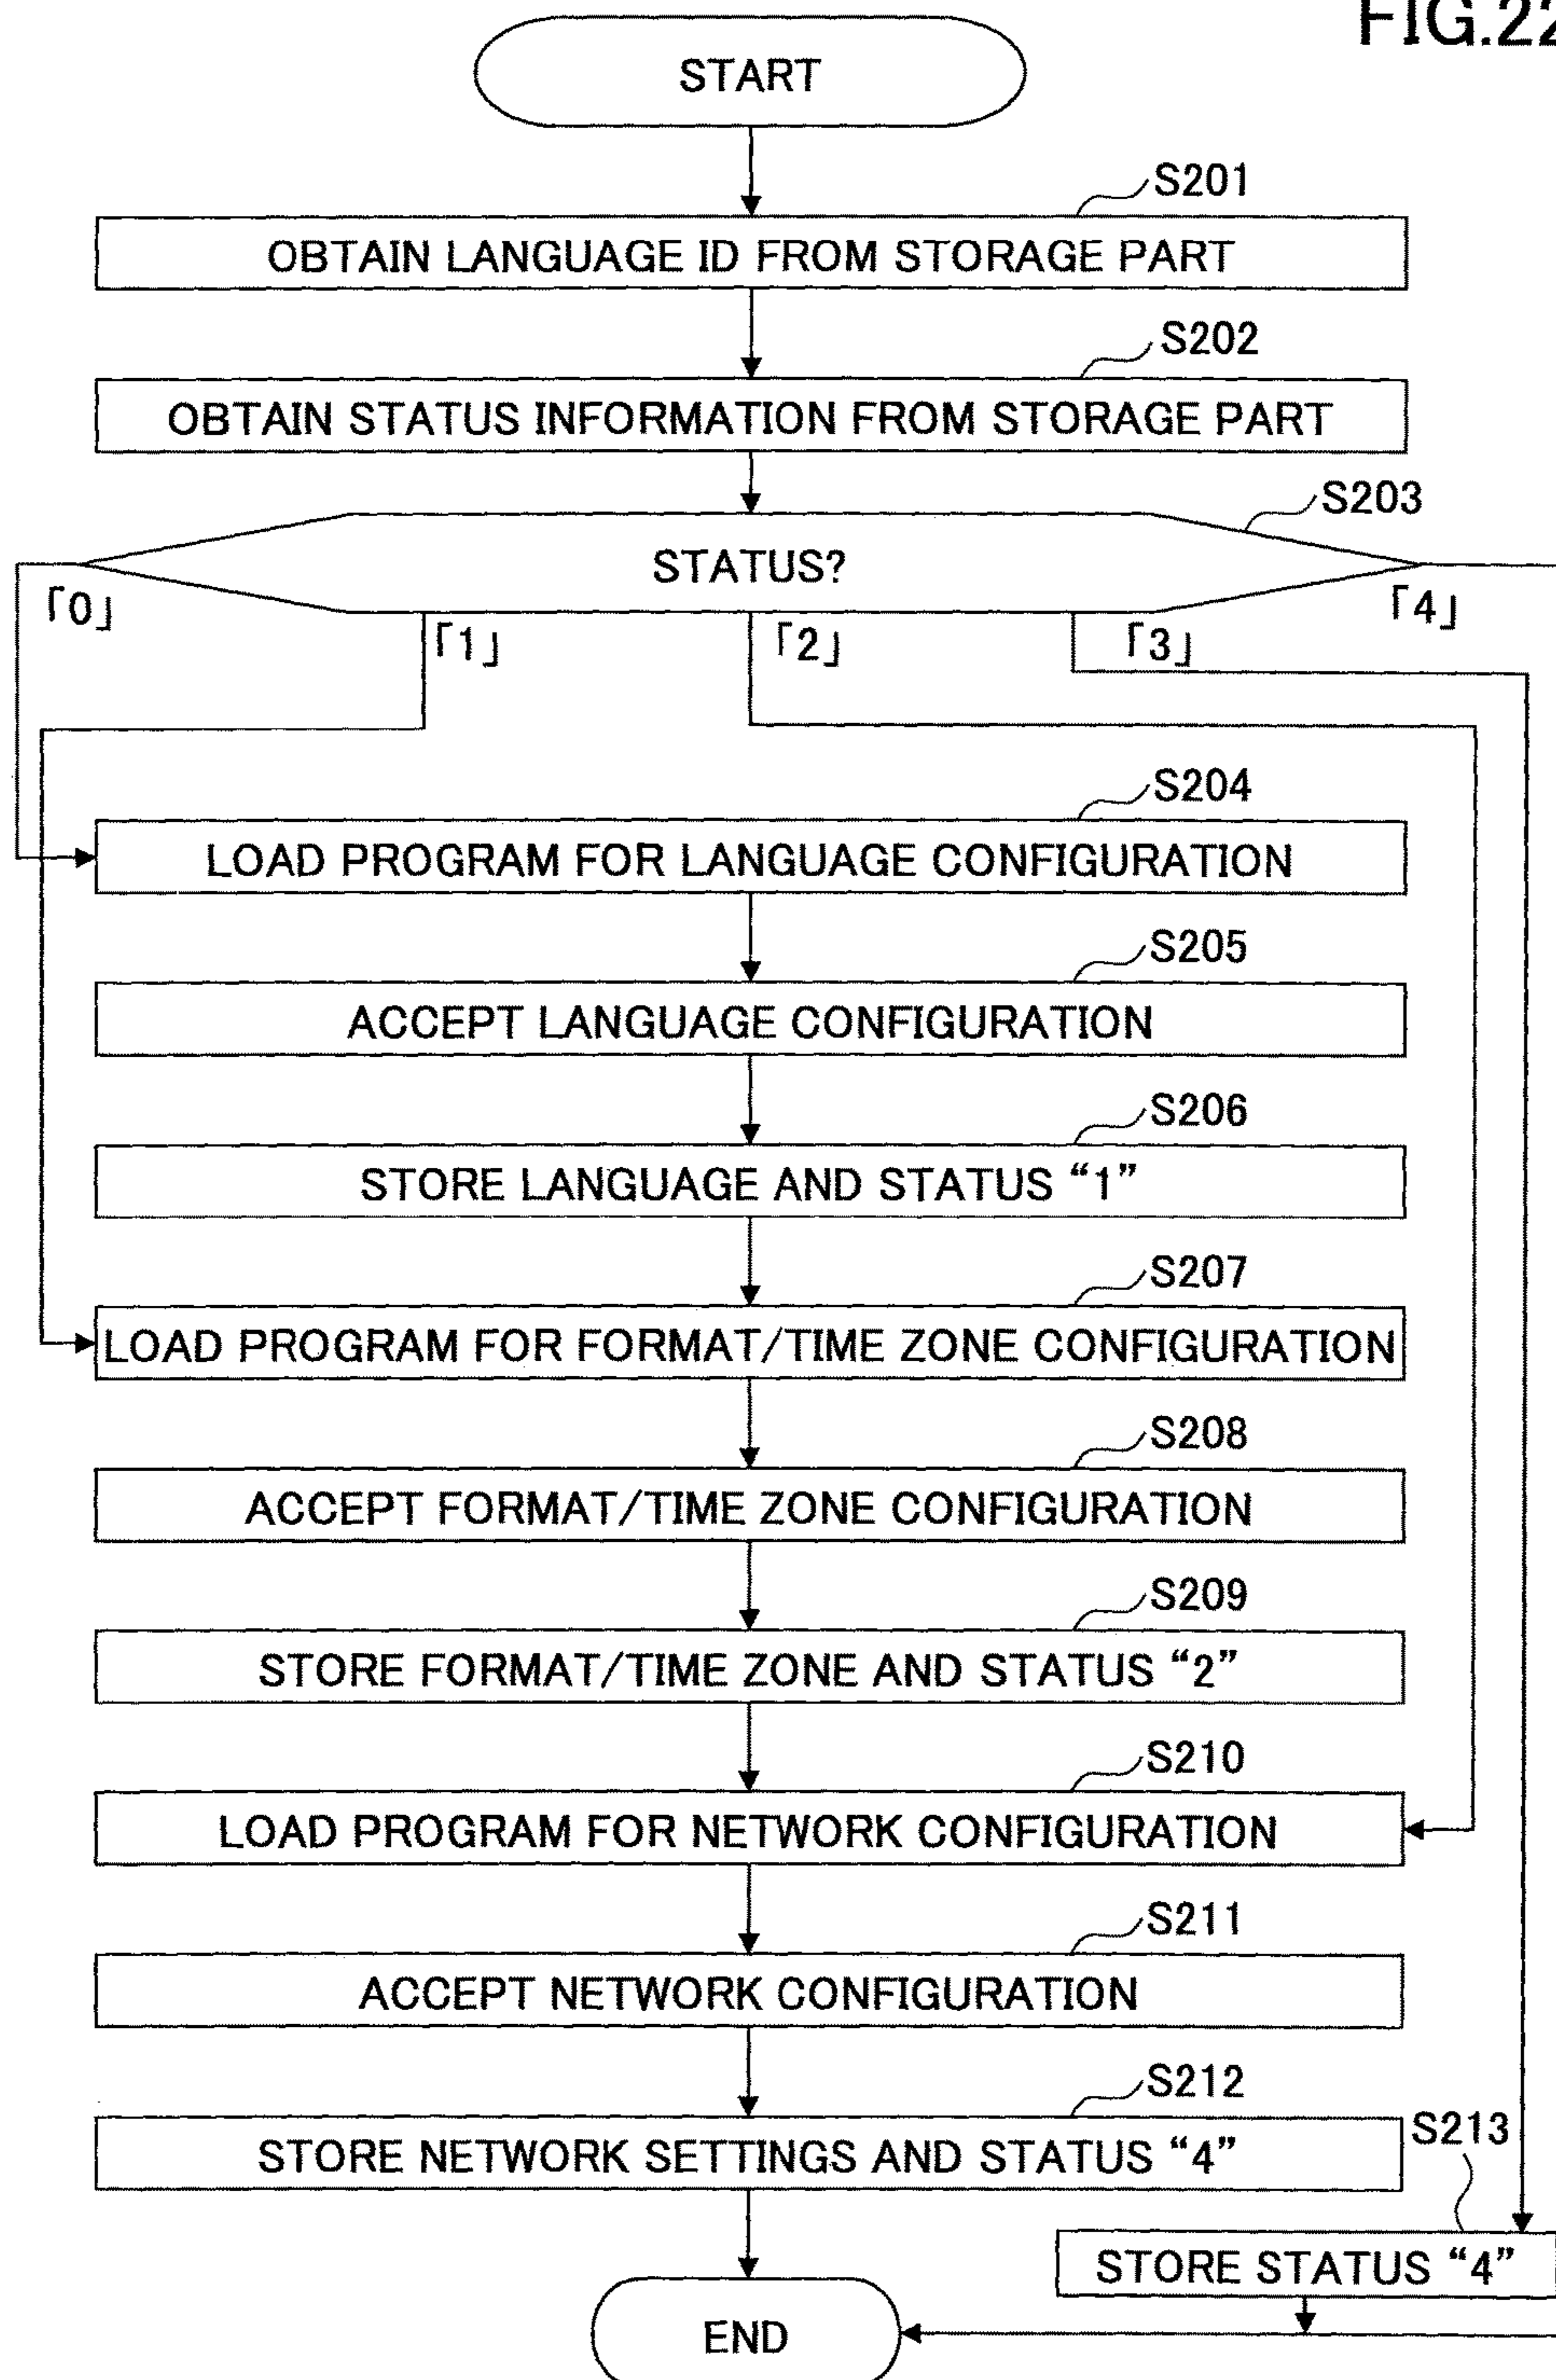 FIG.22
START
S201
OBTAIN LANGUAGE ID FROM STORAGE PART
S202
OBTAIN STATUS INFORMATION FROM STORAGE PART
S203
STATUS?
「0」
「1」
「2」
「3」
「4」
S204
LOAD PROGRAM FOR LANGUAGE CONFIGURATION
S205
ACCEPT LANGUAGE CONFIGURATION
S206
STORE LANGUAGE AND STATUS “1”
S207
LOAD PROGRAM FOR FORMAT/TIME ZONE CONFIGURATION
S208
ACCEPT FORMAT/TIME ZONE CONFIGURATION
S209
STORE FORMAT/TIME ZONE AND STATUS “2”
S210
LOAD PROGRAM FOR NETWORK CONFIGURATION
S211
ACCEPT NETWORK CONFIGURATION
S212
STORE NETWORK SETTINGS AND STATUS “4”
S213
STORE STATUS “4”
END